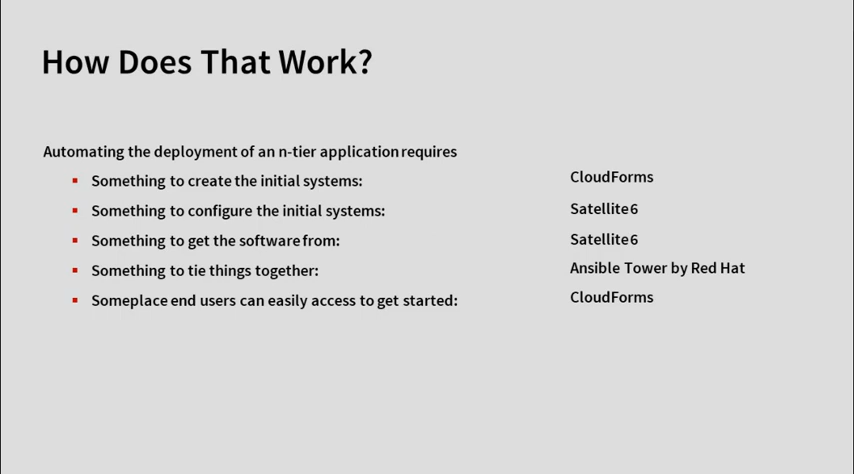 How Does That Work?
Automating the deployment of an n-tier application requires
Something to create the initial systems: CloudForms
Something to configure the initial systems: Satellite 6
Something to get the software from: Satellite 6
Something to tie things together: Ansible Tower by Red Hat
Someplace end users can easily access to get started: CloudForms